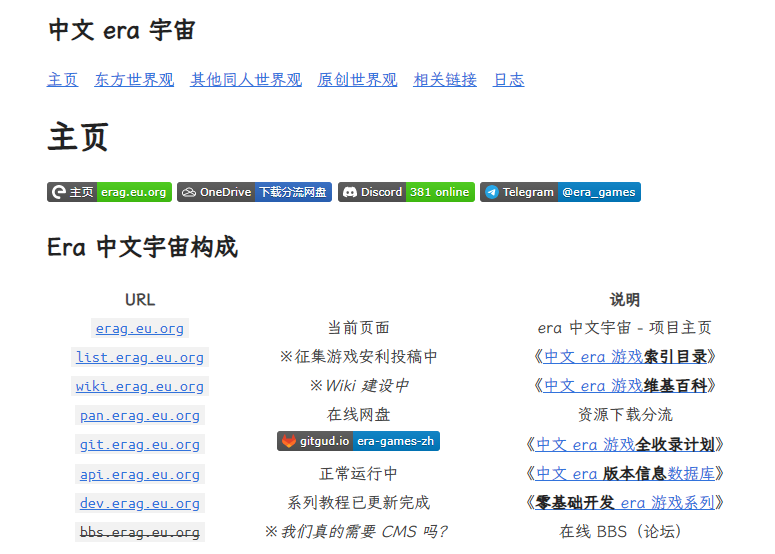 中文 era 宇宙
主页 东方世界观 其他同人世界观 原创世界观 相关链接 日志
主页
主页 erag.eu.org OneDrive 下载分流网盘 Discord 381 online Telegram @era_games
Era 中文宇宙构成
URL 说明
erag.eu.org 当前页面 era 中文宇宙 - 项目主页
list.erag.eu.org ※征集游戏安利投稿中 《中文 era 游戏索引目录》
wiki.erag.eu.org ※Wiki 建设中 《中文 era 游戏维基百科》
pan.erag.eu.org 在线网盘 资源下载分流
git.erag.eu.org gitgud.io era-games-zh 《中文 era 游戏全收录计划》
api.erag.eu.org 正常运行中 《中文 era 版本信息数据库》
dev.erag.eu.org 系列教程已更新完成 《零基础开发 era 游戏系列》
bbs.erag.eu.org ※我们真的需要 CMS 吗? 在线 BBS（论坛）